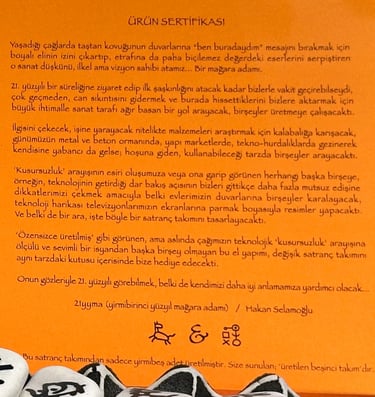 ÜRÜN SERTİFİKASI
Yaşadığı çağlarda taştan kovuğunun duvarlarına "ben buradaydım" mesajını bırakmak için
boyalı elinin izini çıkartıp, etrafına da paha biçilemez değerdeki eserlerini serpiştiren
o sanat düşkünü, ilkel ama vizyon sahibi atamız... Bir mağara adamı.
21. yüzyıl bir süreliğine ziyaret edip ilk şaşkınlığını atacak kadar bizlerle vakit geçirebilseydi,
çok geçmeden, can sıkıntısını gidermek ve burada hissettiklerini bizlere aktarmak için
büyük ihtimalle sanat tarafı ağır basan bir yol arayacak, birşeyler üretmeye çalışacaktı.
İlgisini çekecek, işine yarayacak nitelikte malzemeleri araştırmak için kalabalığa karışacak,
günümüzün metal ve beton ormanında, yapı marketlerde, tekno-hurdalıklarda gezinerek
kendisine yabancı da gelse; hoşuna giden, kullanabileceği tarzda birşeyler arayacaktı.
'Kusursuzluk' arayışının esiri oluşumuza veya ona garip görünen herhangi başka birşeye,
örneğin, teknolojinin getirdiği dar bakış açısının bizleri gittikçe daha fazla mutsuz edişine
dikkatlerimizi çekmek amacıyla belki evlerimizin duvarlarına birşeyler karalayacak,
teknoloji harikası televizyonlarımızın ekranlarına parmak boyasıyla resimler yapacaktı.
Ve belki de bir ara, işte böyle bir satranç takımını tasarlayacaktı.
'Özensizce üretilmiş' gibi görünen, ama aslında çağımızın teknolojik 'kusursuzluk' arayışına
ölçülü ve sevimli bir isyandan başka birşey olmayan bu el yapımı, değişik satranç takımını
aynı tarzdaki kutusu içerisinde bize hediye edecekti.
Onun gözleriyle 21. yüzyılı görebilmek, belki de kendimizi daha iyi anlamamıza yardımcı olacak...
21yyma (yirmibirinci yüzyıl mağara adamı) / Hakan Selamoğlu
Bu satranç takımından sadece yirmibeş adet üretilmiştir. Size sunulan; 'üretilen beşinci takım'dır.